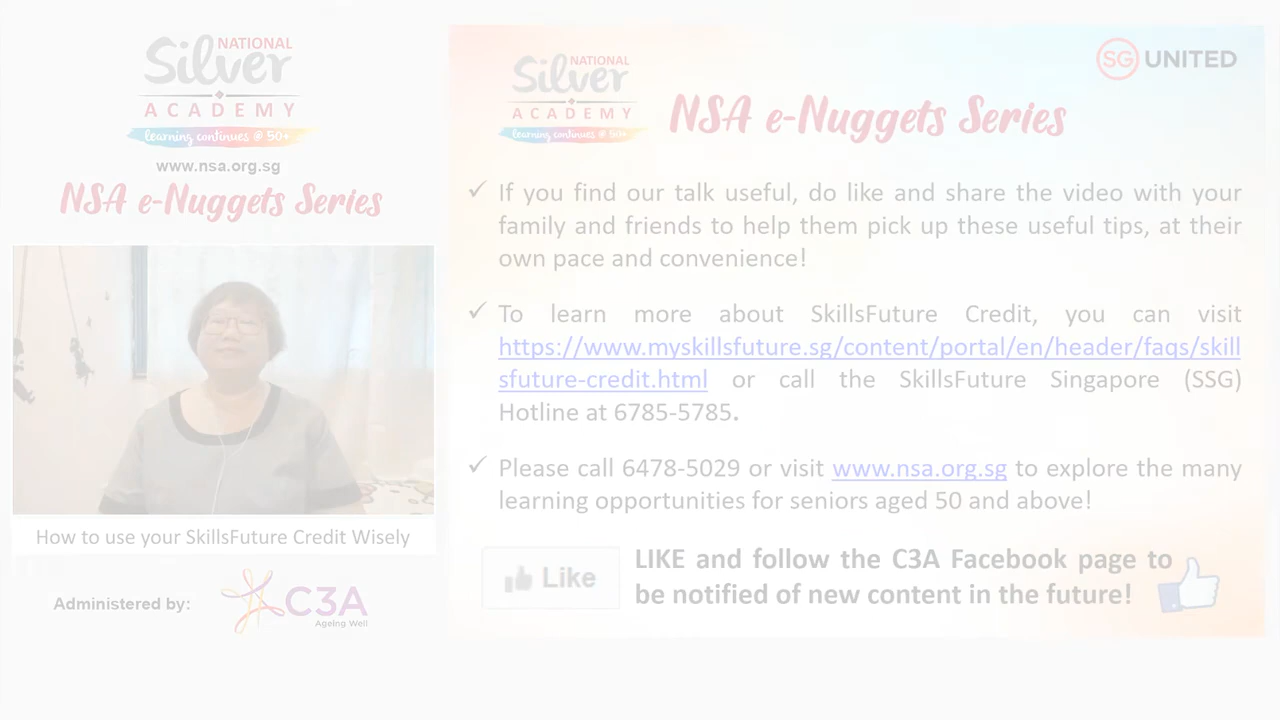 NATIONAL
Silver
ACADEMY
learning continues @ 50+
www.nsa.org.sg
NSA e-Nuggets Series
How to use your SkillsFuture Credit Wisely
Administered by:
C3A
Ageing Well
NATIONAL
Silver
ACADEMY
learning continues @ 50+
SG UNITED
NSA e-Nuggets Series
✓ If you find our talk useful, do like and share the video with your
family and friends to help them pick up these useful tips, at their
own pace and convenience!
✓ To learn more about SkillsFuture Credit, you can visit
https://www.myskillsfuture.sg/content/portal/en/header/faqs/skill
sfuture-credit.html or call the SkillsFuture Singapore (SSG)
Hotline at 6785-5785.
✓ Please call 6478-5029 or visit www.nsa.org.sg to explore the many
learning opportunities for seniors aged 50 and above!
Like
LIKE and follow the C3A Facebook page to
be notified of new content in the future!